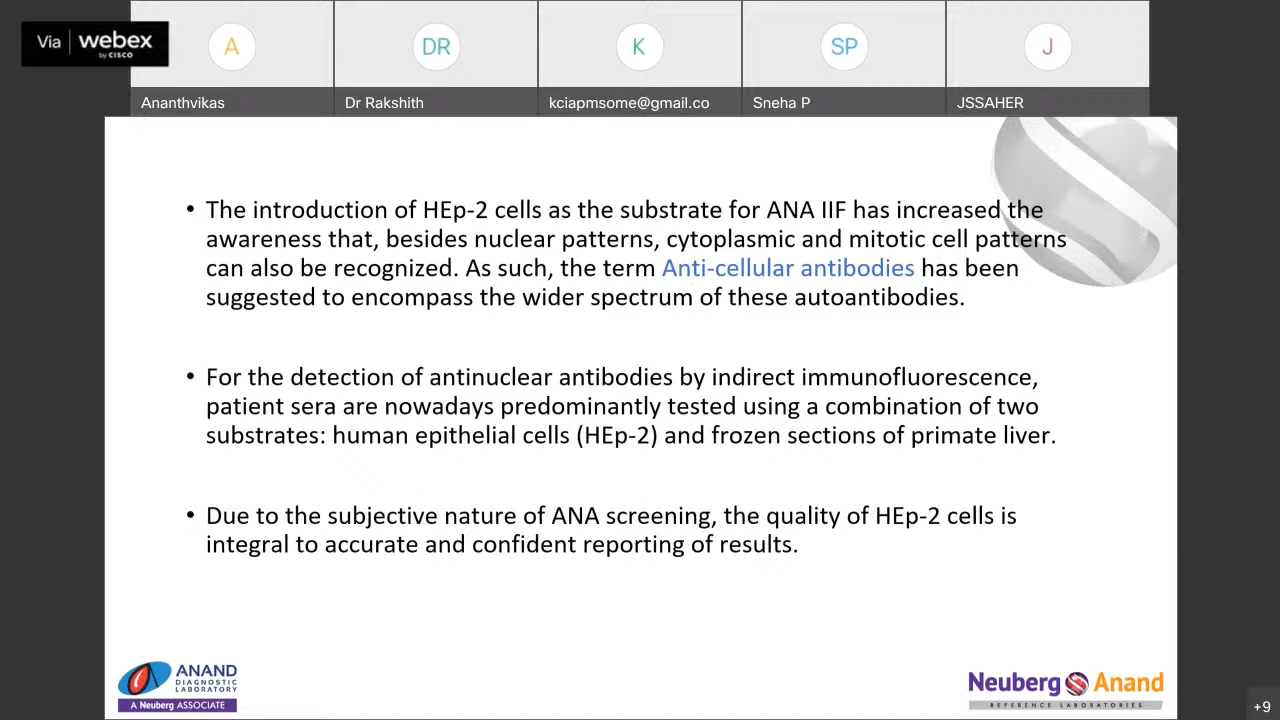 Via webex
by CISCO
A
DR
K
SP
J
Ananthvikas
Dr Rakshith
kciapmsome@gmail.co
Sneha P
JSSAHER
• The introduction of HEp-2 cells as the substrate for ANA IIF has increased the
awareness that, besides nuclear patterns, cytoplasmic and mitotic cell patterns
can also be recognized. As such, the term Anti-cellular antibodies has been
suggested to encompass the wider spectrum of these autoantibodies.
• For the detection of antinuclear antibodies by indirect immunofluorescence,
patient sera are nowadays predominantly tested using a combination of two
substrates: human epithelial cells (HEp-2) and frozen sections of primate liver.
• Due to the subjective nature of ANA screening, the quality of HEp-2 cells is
integral to accurate and confident reporting of results.
ANAND
DIAGNOSTIC
LABORATORY
A Neuberg ASSOCIATE
Neuberg Anand
REFERENCE LABORATORIES
+9